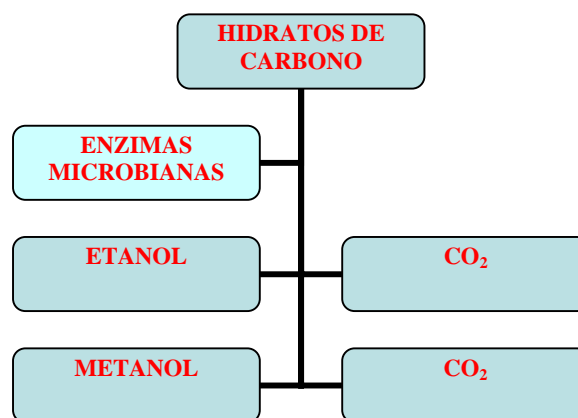 HIDRATOS DE
CARBONO
ENZIMAS
MICROBIANAS
ETANOL
CO₂
METANOL
CO₂